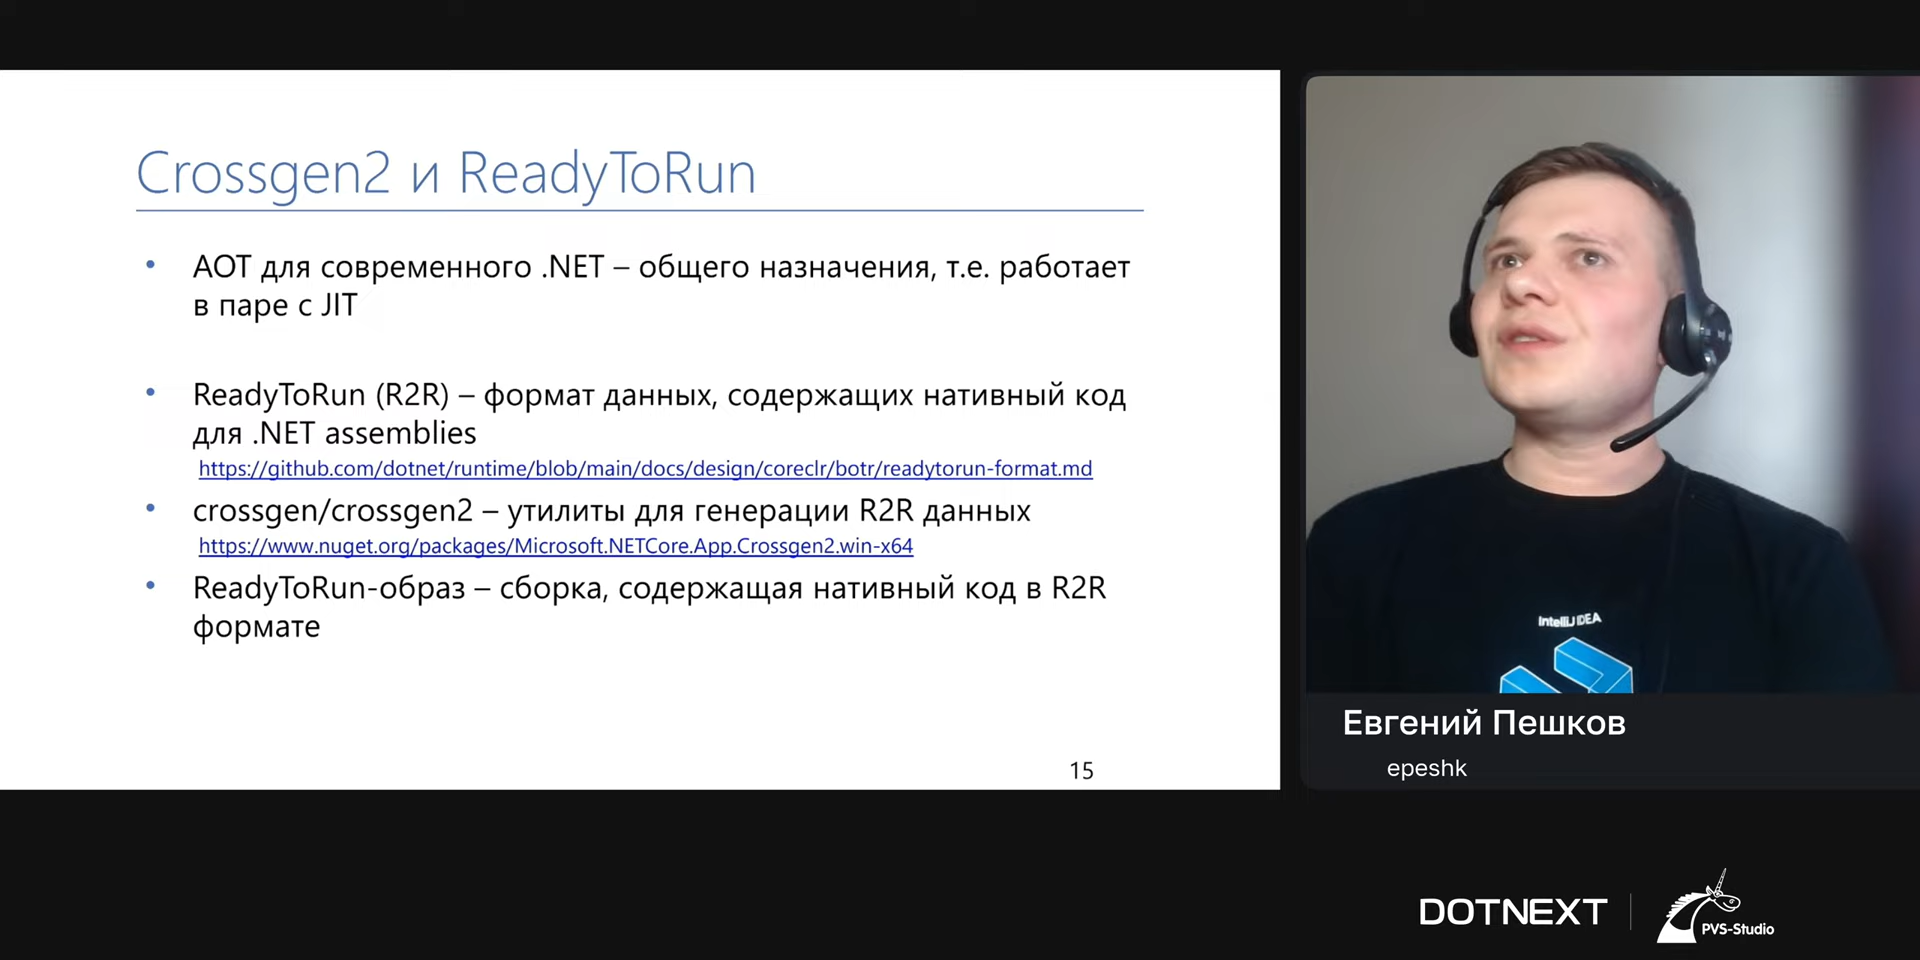 Crossgen2 и ReadyToRun
• AOT для современного .NET – общего назначения, т.е. работает
в паре с JIT
• ReadyToRun (R2R) – формат данных, содержащих нативный код
для .NET assemblies
https://github.com/dotnet/runtime/blob/main/docs/design/coreclr/botr/readytorun-format.md
• crossgen/crossgen2 – утилиты для генерации R2R данных
https://www.nuget.org/packages/Microsoft.NETCore.App.Crossgen2.win-x64
• ReadyToRun-образ – сборка, содержащая нативный код в R2R
формате
15
IntelliJ IDEA
Евгений Пешков
epeshk
DOTNEXT
PVS-Studio